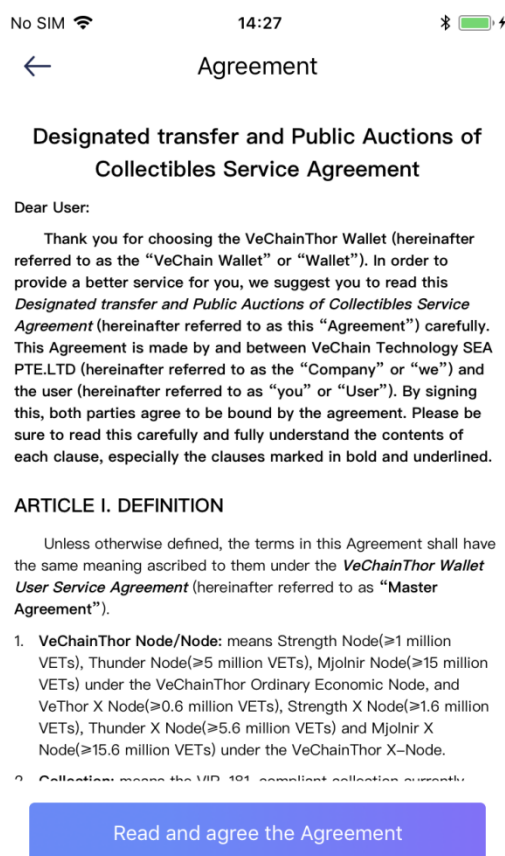 No SIM 14:27
Agreement
Designated transfer and Public Auctions of
Collectibles Service Agreement
Dear User:
Thank you for choosing the VeChainThor Wallet (hereinafter
referred to as the “VeChain Wallet” or “Wallet”). In order to
provide a better service for you, we suggest you to read this
Designated transfer and Public Auctions of Collectibles Service
Agreement (hereinafter referred to as this “Agreement”) carefully.
This Agreement is made by and between VeChain Technology SEA
PTE.LTD (hereinafter referred to as the “Company” or “we”) and
the user (hereinafter referred to as “you” or “User”). By signing
this, both parties agree to be bound by the agreement. Please be
sure to read this carefully and fully understand the contents of
each clause, especially the clauses marked in bold and underlined.
ARTICLE I. DEFINITION
Unless otherwise defined, the terms in this Agreement shall have
the same meaning ascribed to them under the VeChainThor Wallet
User Service Agreement (hereinafter referred to as “Master
Agreement”).
1. VeChainThor Node/Node: means Strength Node(≥1 million
VETs), Thunder Node(≥5 million VETs), Mjolnir Node(≥15 million
VETs) under the VeChainThor Ordinary Economic Node, and
VeThor X Node(≥0.6 million VETs), Strength X Node(≥1.6 million
VETs), Thunder X Node(≥5.6 million VETs) and Mjolnir X
Node(≥15.6 million VETs) under the VeChainThor X–Node.
2. Collection: means the VIP-181 compliant collection currently
Read and agree the Agreement